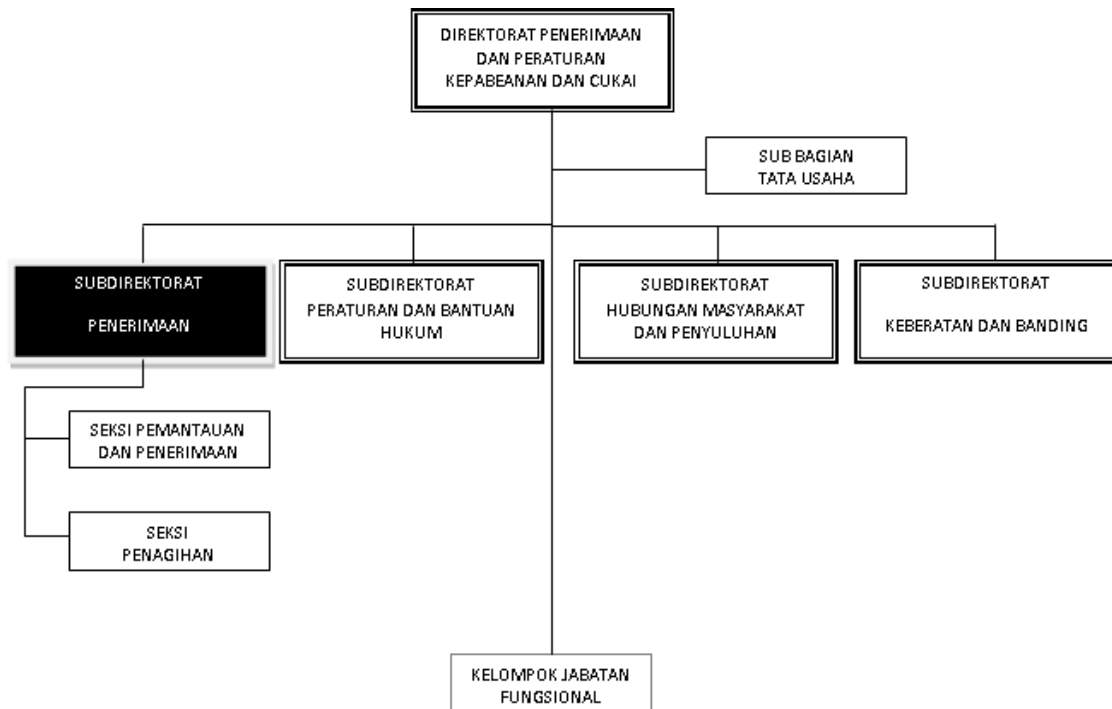 DIREKTORAT PENERIMAAN
DAN PERATURAN
KEPABEANAN DAN CUKAI
SUB BAGIAN
TATA USAHA
SUBDIREKTORAT
PENERIMAAN
SUBDIREKTORAT
PERATURAN DAN BANTUAN
HUKUM
SUBDIREKTORAT
HUBUNGAN MASYARAKAT
DAN PENYULUHAN
SUBDIREKTORAT
KEBERATAN DAN BANDING
SEKSI PEMANTAUAN
DAN PENERIMAAN
SEKSI
PENAGIHAN
KELOMPOK JABATAN
FUNGSIONAL